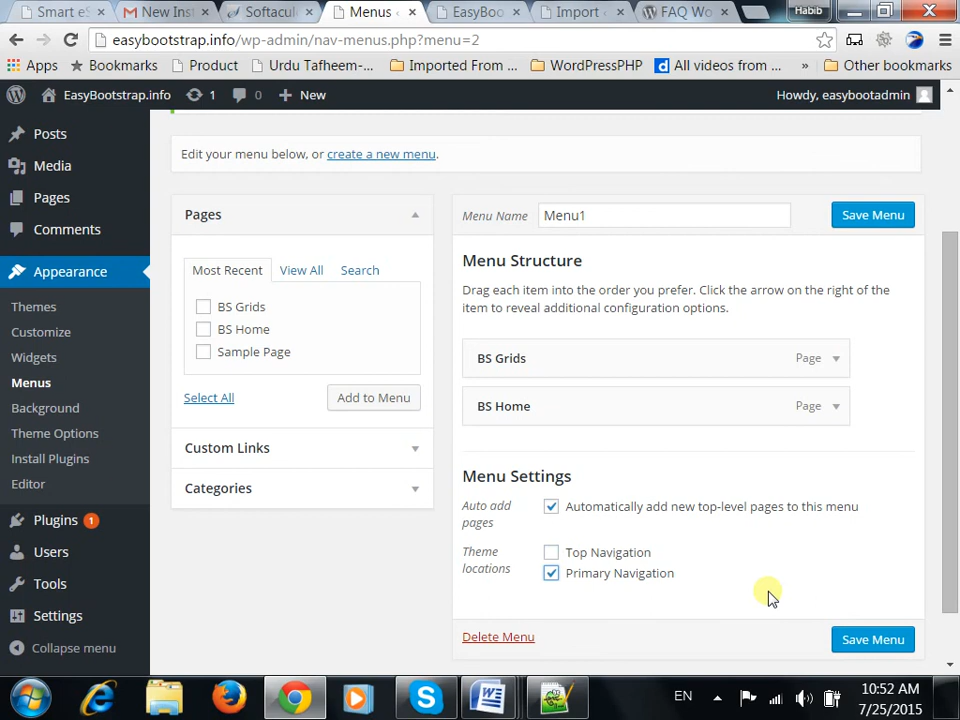 Smart eS
New Inst
Softacul
Menus
EasyBoo
Import
FAQ Wo
Habib
easybootstrap.info/wp-admin/nav-menus.php?menu=2
Apps
Bookmarks
Product
Urdu Tafheem-...
Imported From ...
WordPressPHP
All videos from ...
»
Other bookmarks
EasyBootstrap.info
1
0
New
Howdy, easybootadmin
Posts
Media
Pages
Comments
Appearance
Themes
Customize
Widgets
Menus
Background
Theme Options
Install Plugins
Editor
Plugins 1
Users
Tools
Settings
Collapse menu
Edit your menu below, or create a new menu.
Pages
Most Recent
View All
Search
BS Grids
BS Home
Sample Page
Select All
Add to Menu
Custom Links
Categories
Menu Name
Menu1
Save Menu
Menu Structure
Drag each item into the order you prefer. Click the arrow on the right of the
item to reveal additional configuration options.
BS Grids
Page
BS Home
Page
Menu Settings
Auto add
pages
Automatically add new top-level pages to this menu
Theme
locations
Top Navigation
Primary Navigation
Delete Menu
Save Menu
EN
10:52 AM
7/25/2015